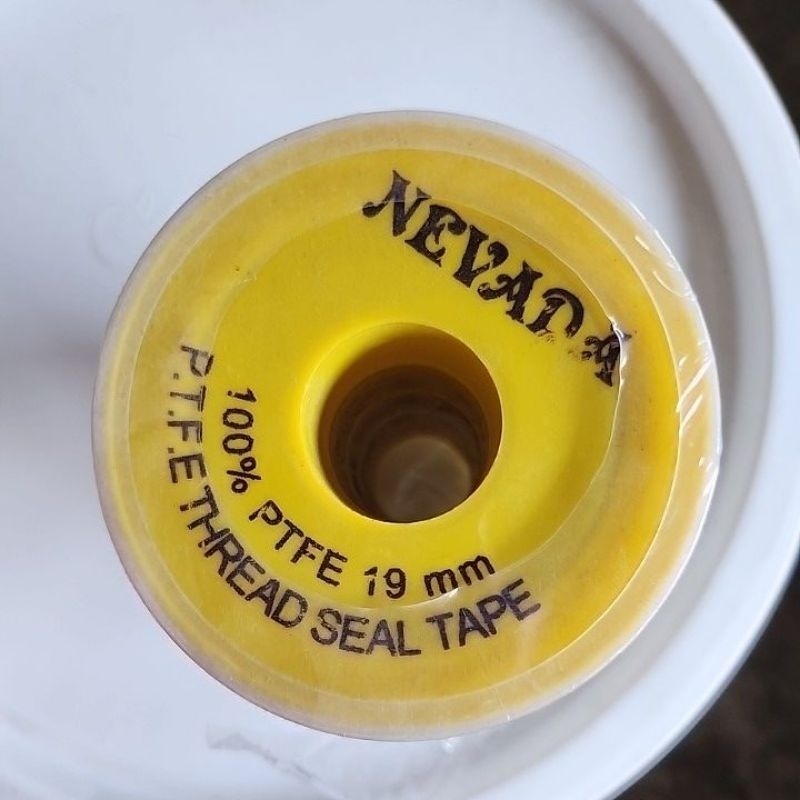 NEVADA
100% PTFE 19 mm
P.T.F.E THREAD SEAL TAPE